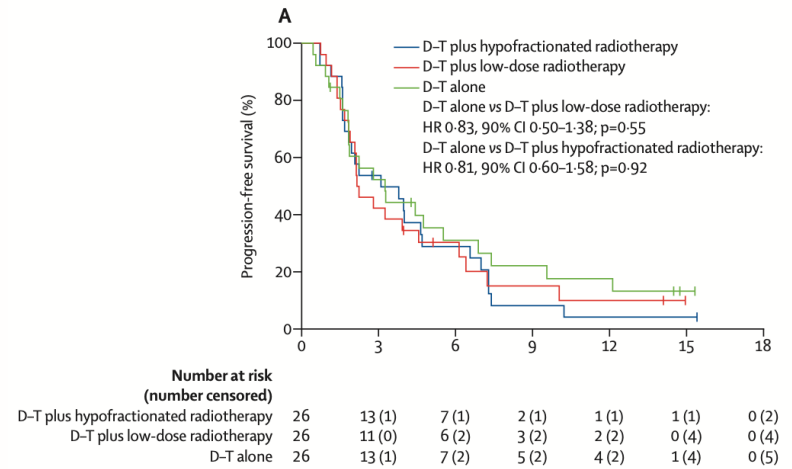 A
100
80
60
40
20
0
Progression-free survival (%)
D–T plus hypofractionated radiotherapy
D–T plus low-dose radiotherapy
D–T alone
D–T alone vs D–T plus low-dose radiotherapy:
HR 0·83, 90% CI 0·50–1·38; p=0·55
D–T alone vs D–T plus hypofractionated radiotherapy:
HR 0·81, 90% CI 0·60–1·58; p=0·92
0 3 6 9 12 15 18
Number at risk
(number censored)
D–T plus hypofractionated radiotherapy 26 13 (1) 7 (1) 2 (1) 1 (1) 1 (1) 0 (2)
D–T plus low-dose radiotherapy 26 11 (0) 6 (2) 3 (2) 2 (2) 0 (4) 0 (4)
D–T alone 26 13 (1) 7 (2) 5 (2) 4 (2) 1 (4) 0 (5)